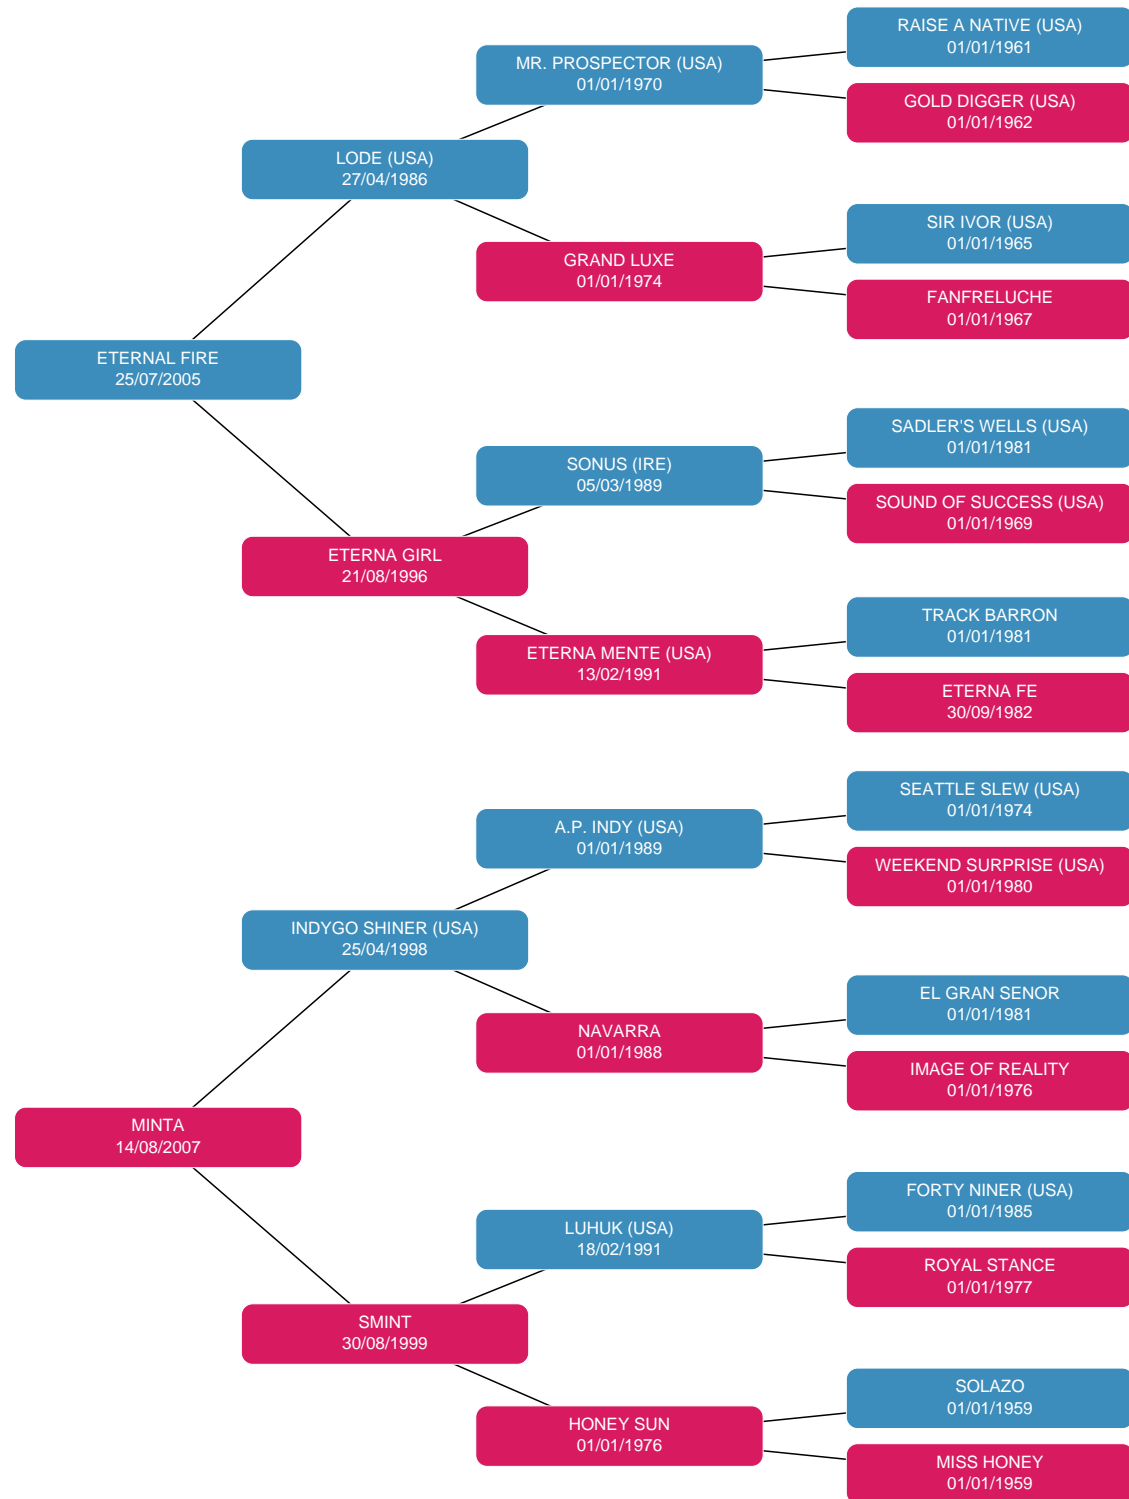 RAISE A NATIVE (USA)
01/01/1961
MR. PROSPECTOR (USA)
01/01/1970
GOLD DIGGER (USA)
01/01/1962
LODE (USA)
27/04/1986
SIR IVOR (USA)
01/01/1965
GRAND LUXE
01/01/1974
FANFRELUCHE
01/01/1967
ETERNAL FIRE
25/07/2005
SADLER'S WELLS (USA)
01/01/1981
SONUS (IRE)
05/03/1989
SOUND OF SUCCESS (USA)
01/01/1969
ETERNA GIRL
21/08/1996
TRACK BARRON
01/01/1981
ETERNA MENTE (USA)
13/02/1991
ETERNA FE
30/09/1982
SEATTLE SLEW (USA)
01/01/1974
A.P. INDY (USA)
01/01/1989
WEEKEND SURPRISE (USA)
01/01/1980
INDYGO SHINER (USA)
25/04/1998
EL GRAN SENOR
01/01/1981
NAVARRA
01/01/1988
IMAGE OF REALITY
01/01/1976
MINTA
14/08/2007
FORTY NINER (USA)
01/01/1985
LUHUK (USA)
18/02/1991
ROYAL STANCE
01/01/1977
SMINT
30/08/1999
SOLAZO
01/01/1959
HONEY SUN
01/01/1976
MISS HONEY
01/01/1959